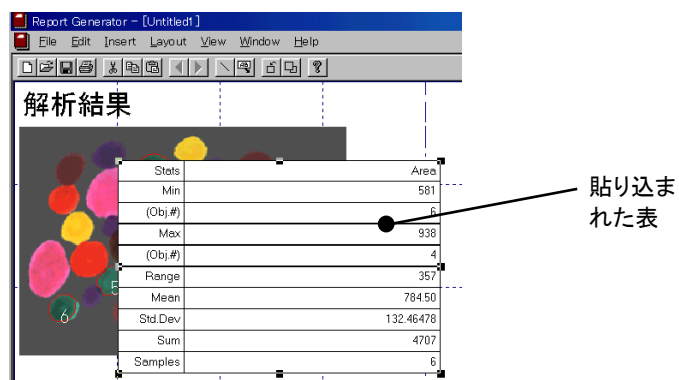 Report Generator - [Untitled1]
File Edit Insert Layout View Window Help
解析結果
Stats Area
Min 581
(Obj.#) 6
Max 938
(Obj.#) 4
Range 357
Mean 784.50
Std.Dev 132.46478
Sum 4707
Samples 6
5
6
貼り込ま
れた表